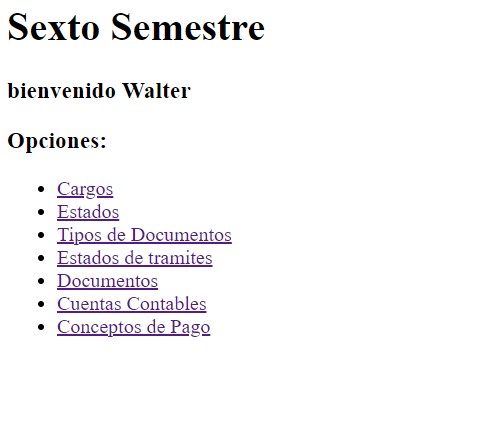 Sexto Semestre
bienvenido Walter
Opciones:
Cargos
Estados
Tipos de Documentos
Estados de tramites
Documentos
Cuentas Contables
Conceptos de Pago